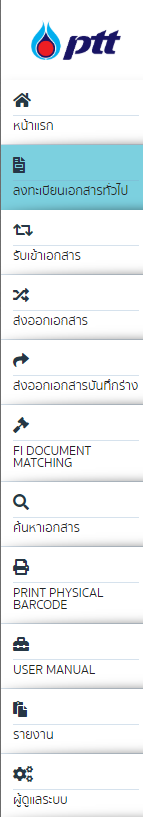 ptt
หน้าแรก
ลงทะเบียนเอกสารทั่วไป
รับเข้าเอกสาร
ส่งออกเอกสาร
ส่งออกเอกสารบันทึกร่าง
FI DOCUMENT
MATCHING
ค้นหาเอกสาร
PRINT PHYSICAL
BARCODE
USER MANUAL
รายงาน
ผู้ดูแลระบบ